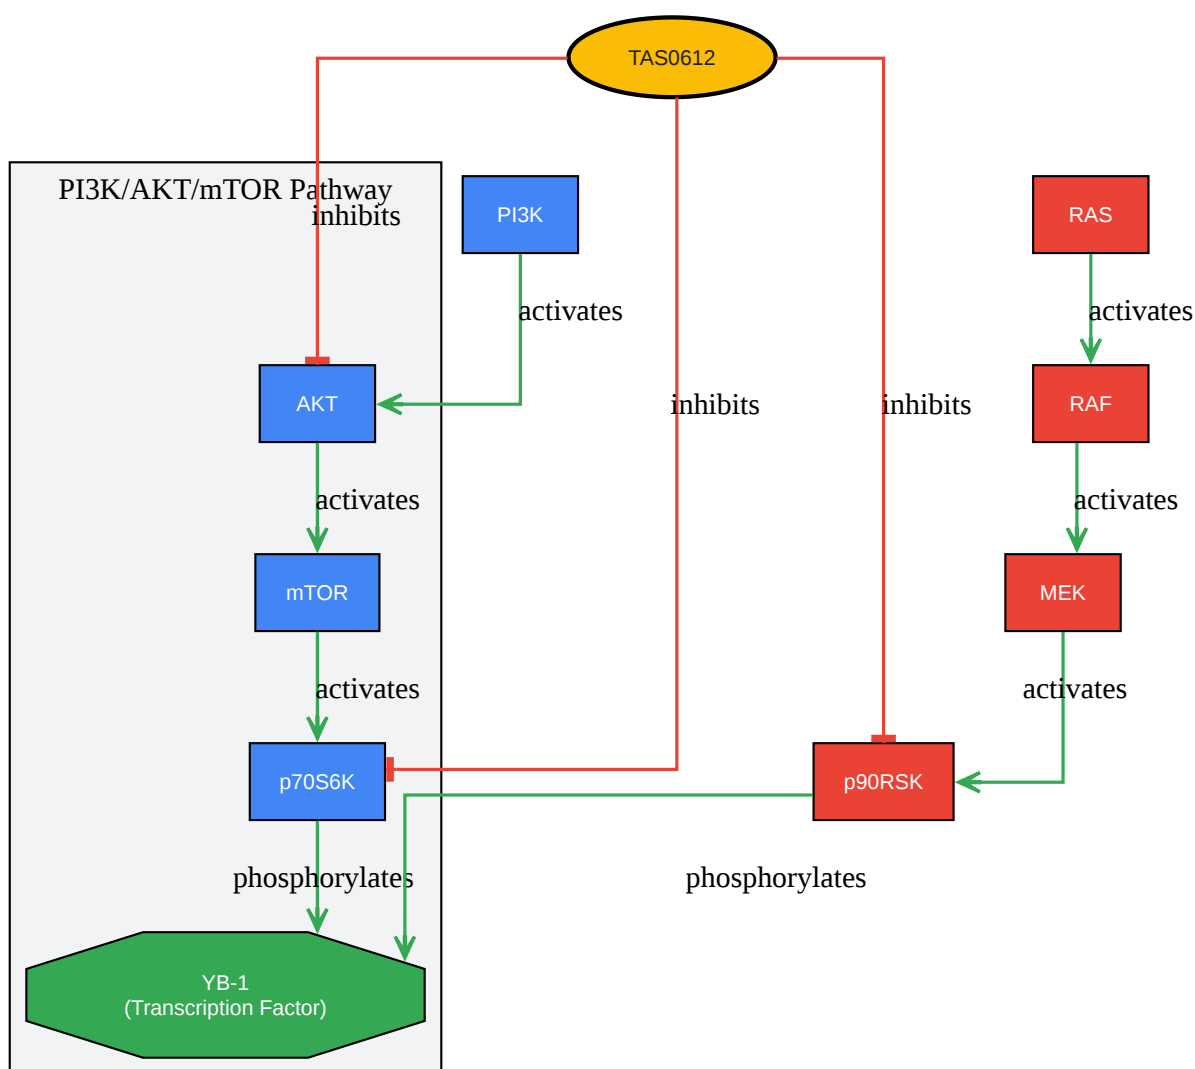 TAS0612
PI3K/AKT/mTOR Pathway
inhibits
PI3K
RAS
activates
activates
AKT
inhibits
inhibits
RAF
activates
activates
mTOR
MEK
activates
activates
p70S6K
p90RSK
phosphorylates
phosphorylates
YB-1
(Transcription Factor)